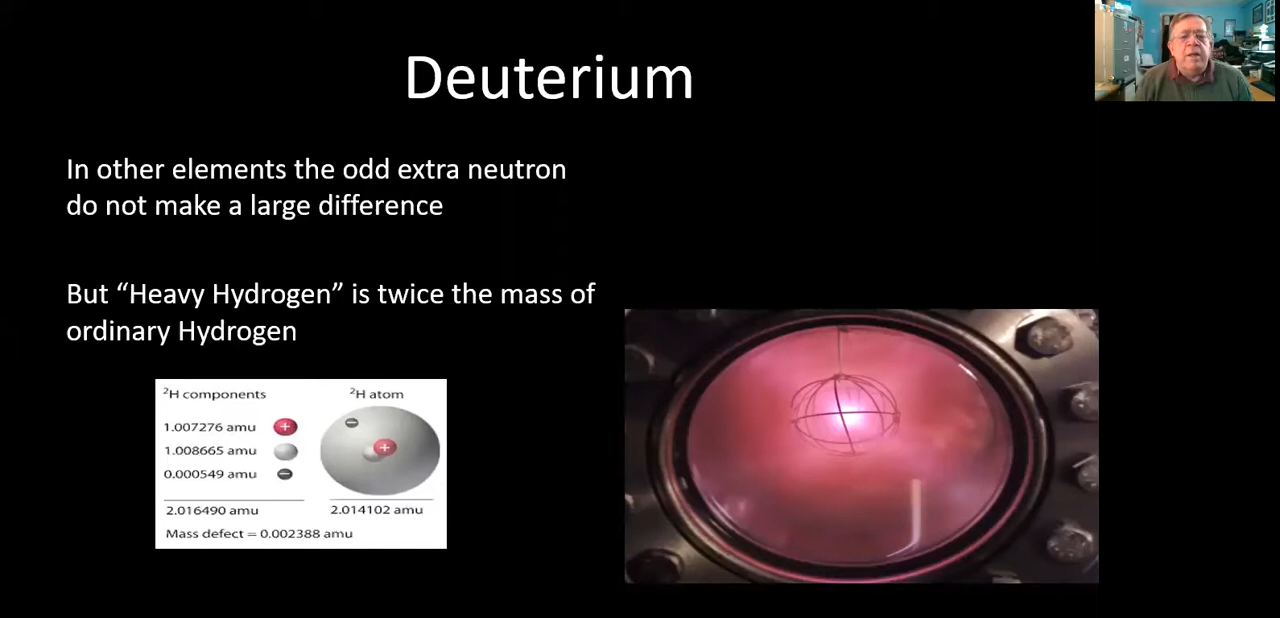 Deuterium
In other elements the odd extra neutron
do not make a large difference
But “Heavy Hydrogen” is twice the mass of
ordinary Hydrogen
²H components
²H atom
1.007276 amu +
1.008665 amu
0.000549 amu −
− +
2.016490 amu
2.014102 amu
Mass defect = 0.002388 amu